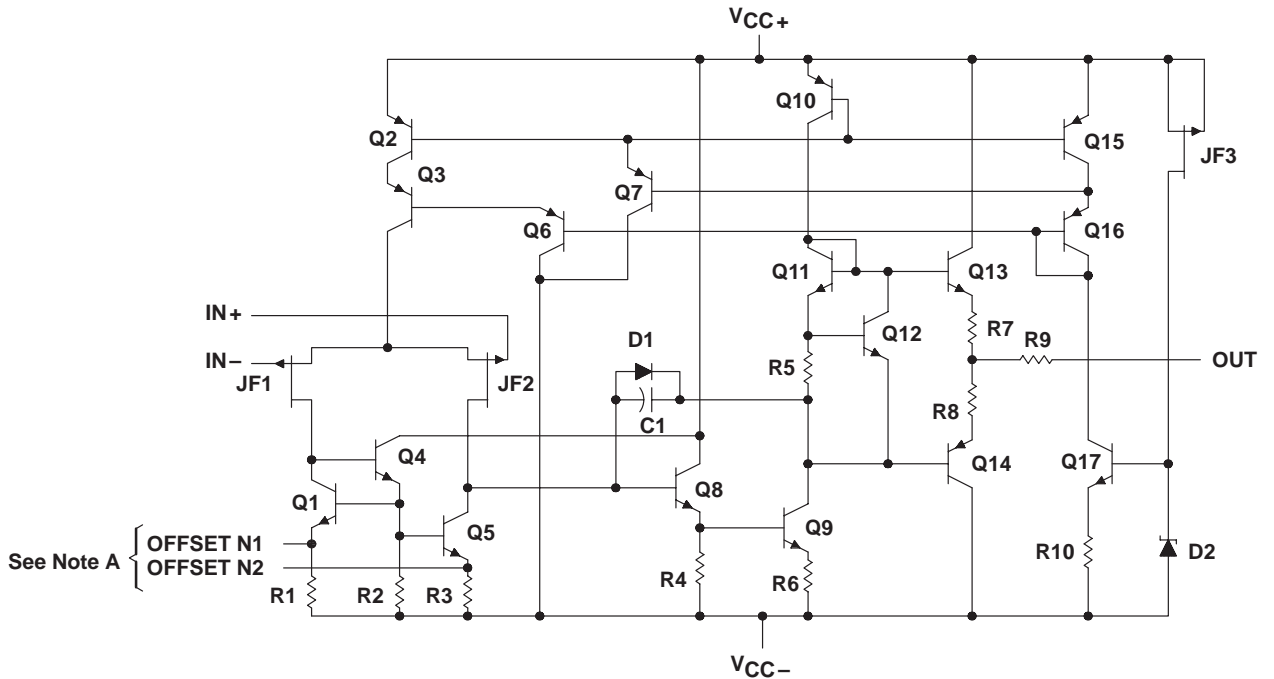 VCC+
Q10
Q2
Q15
Q3
JF3
Q7
Q6
Q16
Q11
Q13
IN+
D1
Q12
R7
R9
IN−
OUT
JF1
JF2
R5
C1
R8
Q4
Q14
Q17
Q1
Q8
Q5
Q9
See Note A
OFFSET N1
OFFSET N2
R10
D2
R4
R6
R1
R2
R3
VCC−